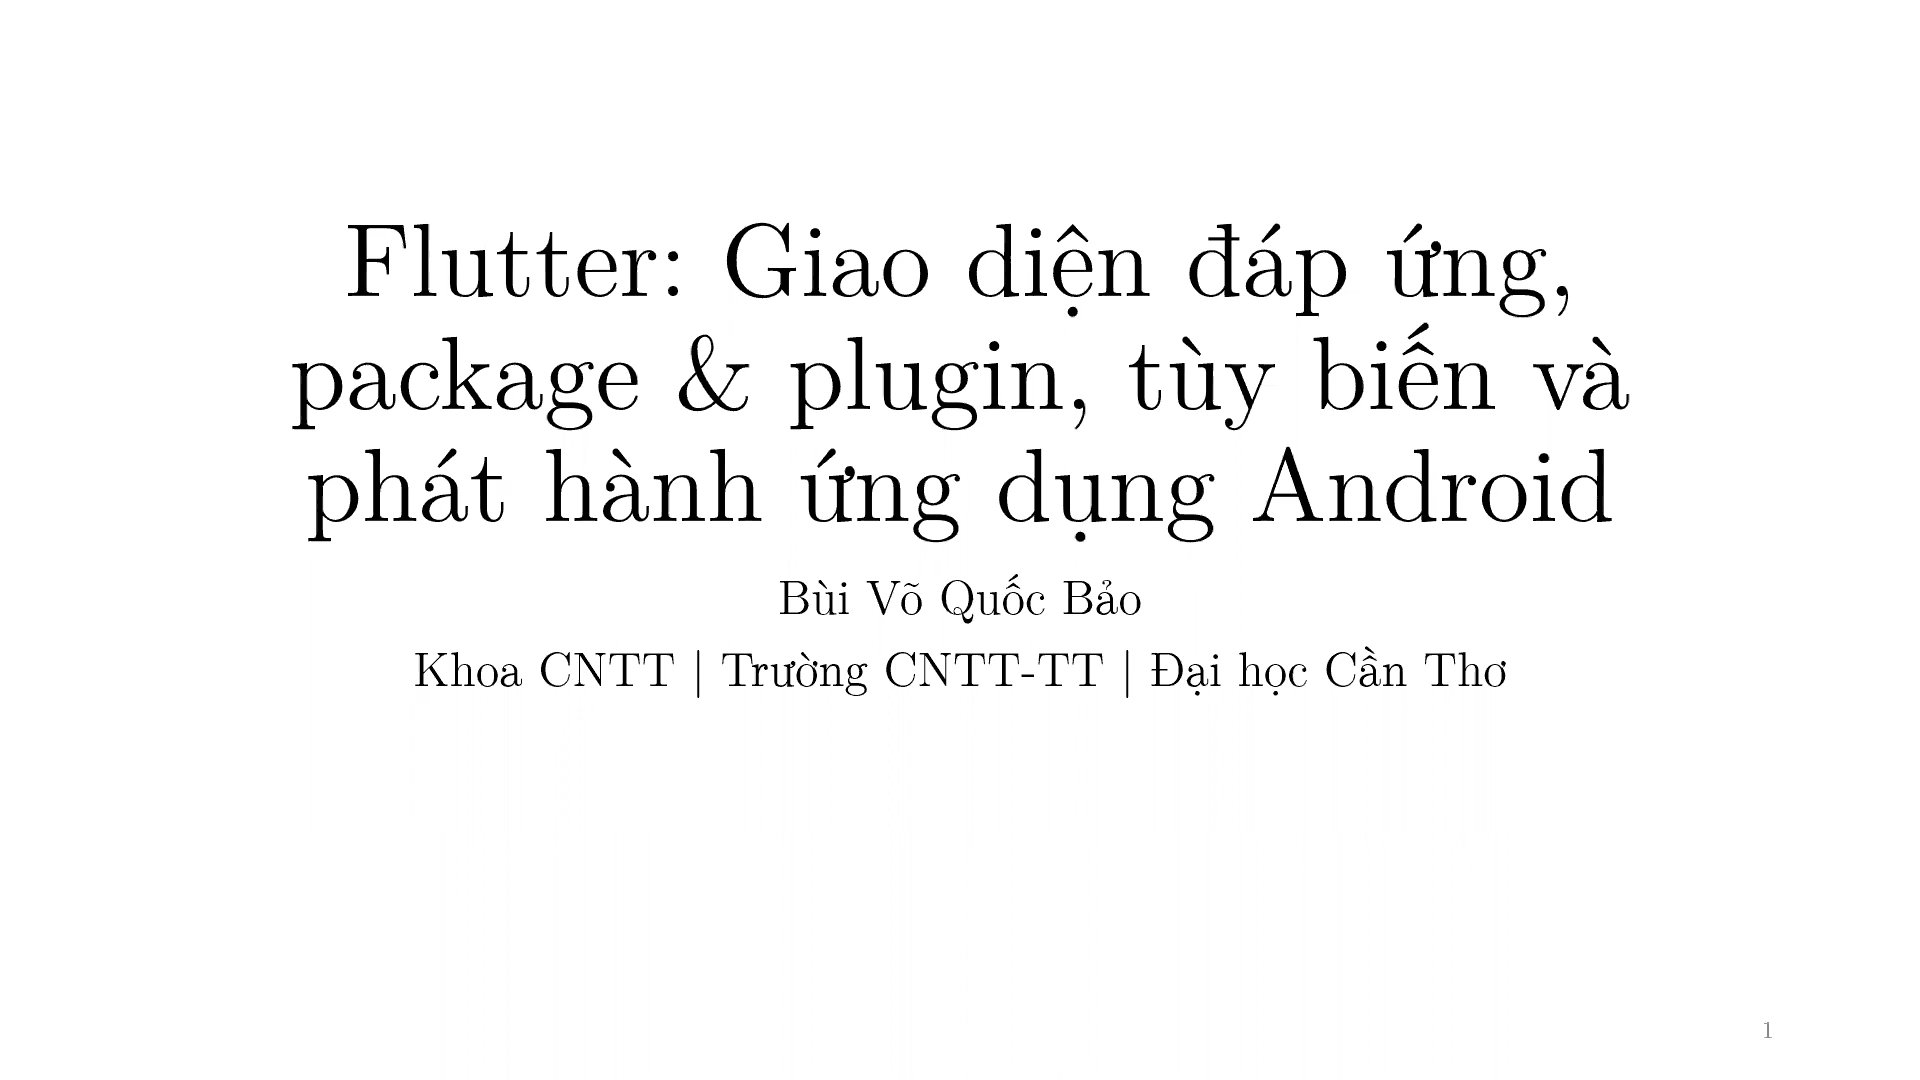 Flutter: Giao diện đáp ứng,
package & plugin, tùy biến và
phát hành ứng dụng Android
Bùi Võ Quốc Bảo
Khoa CNTT | Trường CNTT-TT | Đại học Cần Thơ
1